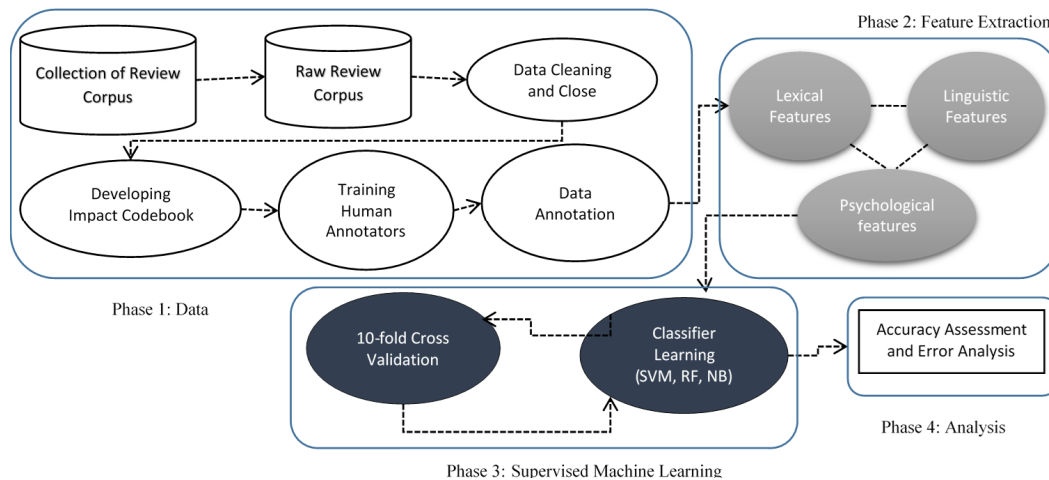 Phase 2: Feature Extraction
Collection of Review
Corpus
Raw Review
Corpus
Data Cleaning
and Close
Lexical
Features
Linguistic
Features
Developing
Impact Codebook
Training
Human
Annotators
Data
Annotation
Psychological
features
Phase 1: Data
10-fold Cross
Validation
Classifier
Learning
(SVM, RF, NB)
Accuracy Assessment
and Error Analysis
Phase 4: Analysis
Phase 3: Supervised Machine Learning